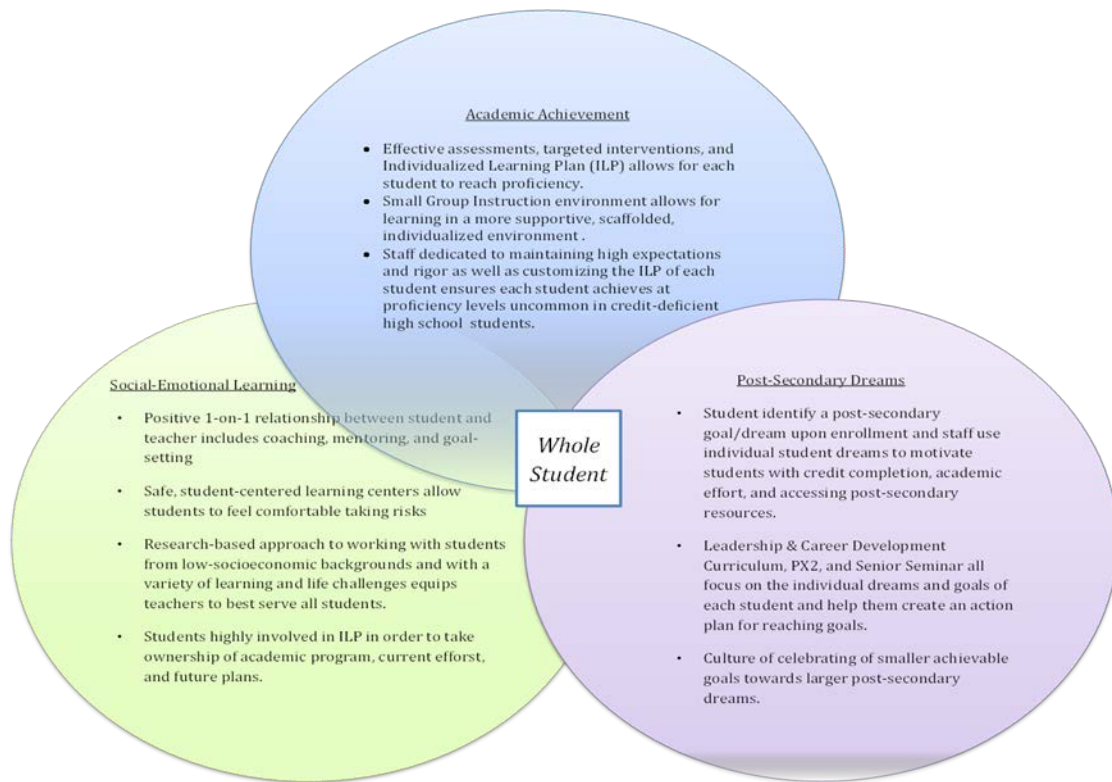 Academic Achievement
• Effective assessments, targeted interventions, and
Individualized Learning Plan (ILP) allows for each
student to reach proficiency.
• Small Group Instruction environment allows for
learning in a more supportive, scaffolded,
individualized environment .
• Staff dedicated to maintaining high expectations
and rigor as well as customizing the ILP of each
student ensures each student achieves at
proficiency levels uncommon in credit-deficient
high school students.
Social-Emotional Learning
• Positive 1-on-1 relationship between student and
teacher includes coaching, mentoring, and goal-
setting
• Safe, student-centered learning centers allow
students to feel comfortable taking risks
• Research-based approach to working with students
from low-socioeconomic backgrounds and with a
variety of learning and life challenges equips
teachers to best serve all students.
• Students highly involved in ILP in order to take
ownership of academic program, current efforst,
and future plans.
Whole
Student
Post-Secondary Dreams
• Student identify a post-secondary
goal/dream upon enrollment and staff use
individual student dreams to motivate
students with credit completion, academic
effort, and accessing post-secondary
resources.
• Leadership & Career Development
Curriculum, PX2, and Senior Seminar all
focus on the individual dreams and goals of
each student and help them create an action
plan for reaching goals.
• Culture of celebrating of smaller achievable
goals towards larger post-secondary
dreams.